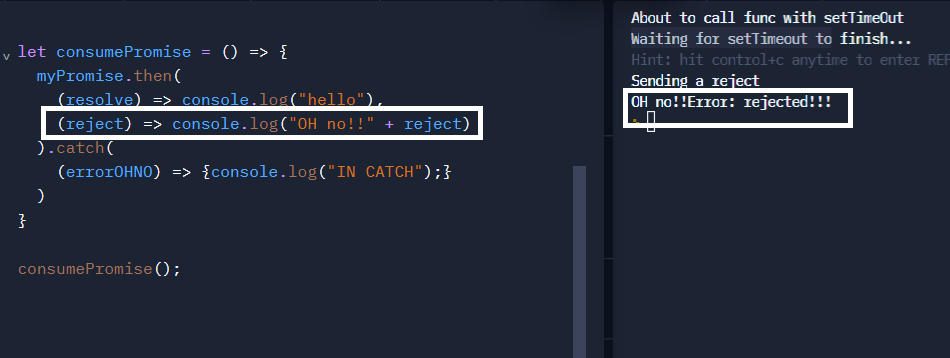 let consumePromise = () => {
myPromise.then(
(resolve) => console.log("hello"),
(reject) => console.log("OH no!!" + reject)
).catch(
(errorOHNO) => {console.log("IN CATCH");}
)
}
consumePromise();
About to call func with setTimeOut
Waiting for setTimeout to finish...
Hint: hit control+c anytime to enter REP
Sending a reject
OH no!!Error: rejected!!!